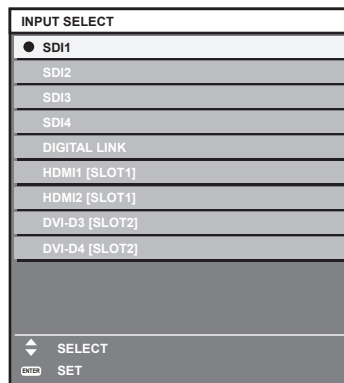 INPUT SELECT
SDI1
SDI2
SDI3
SDI4
DIGITAL LINK
HDMI1 [SLOT1]
HDMI2 [SLOT1]
DVI-D3 [SLOT2]
DVI-D4 [SLOT2]
SELECT
ENTER SET